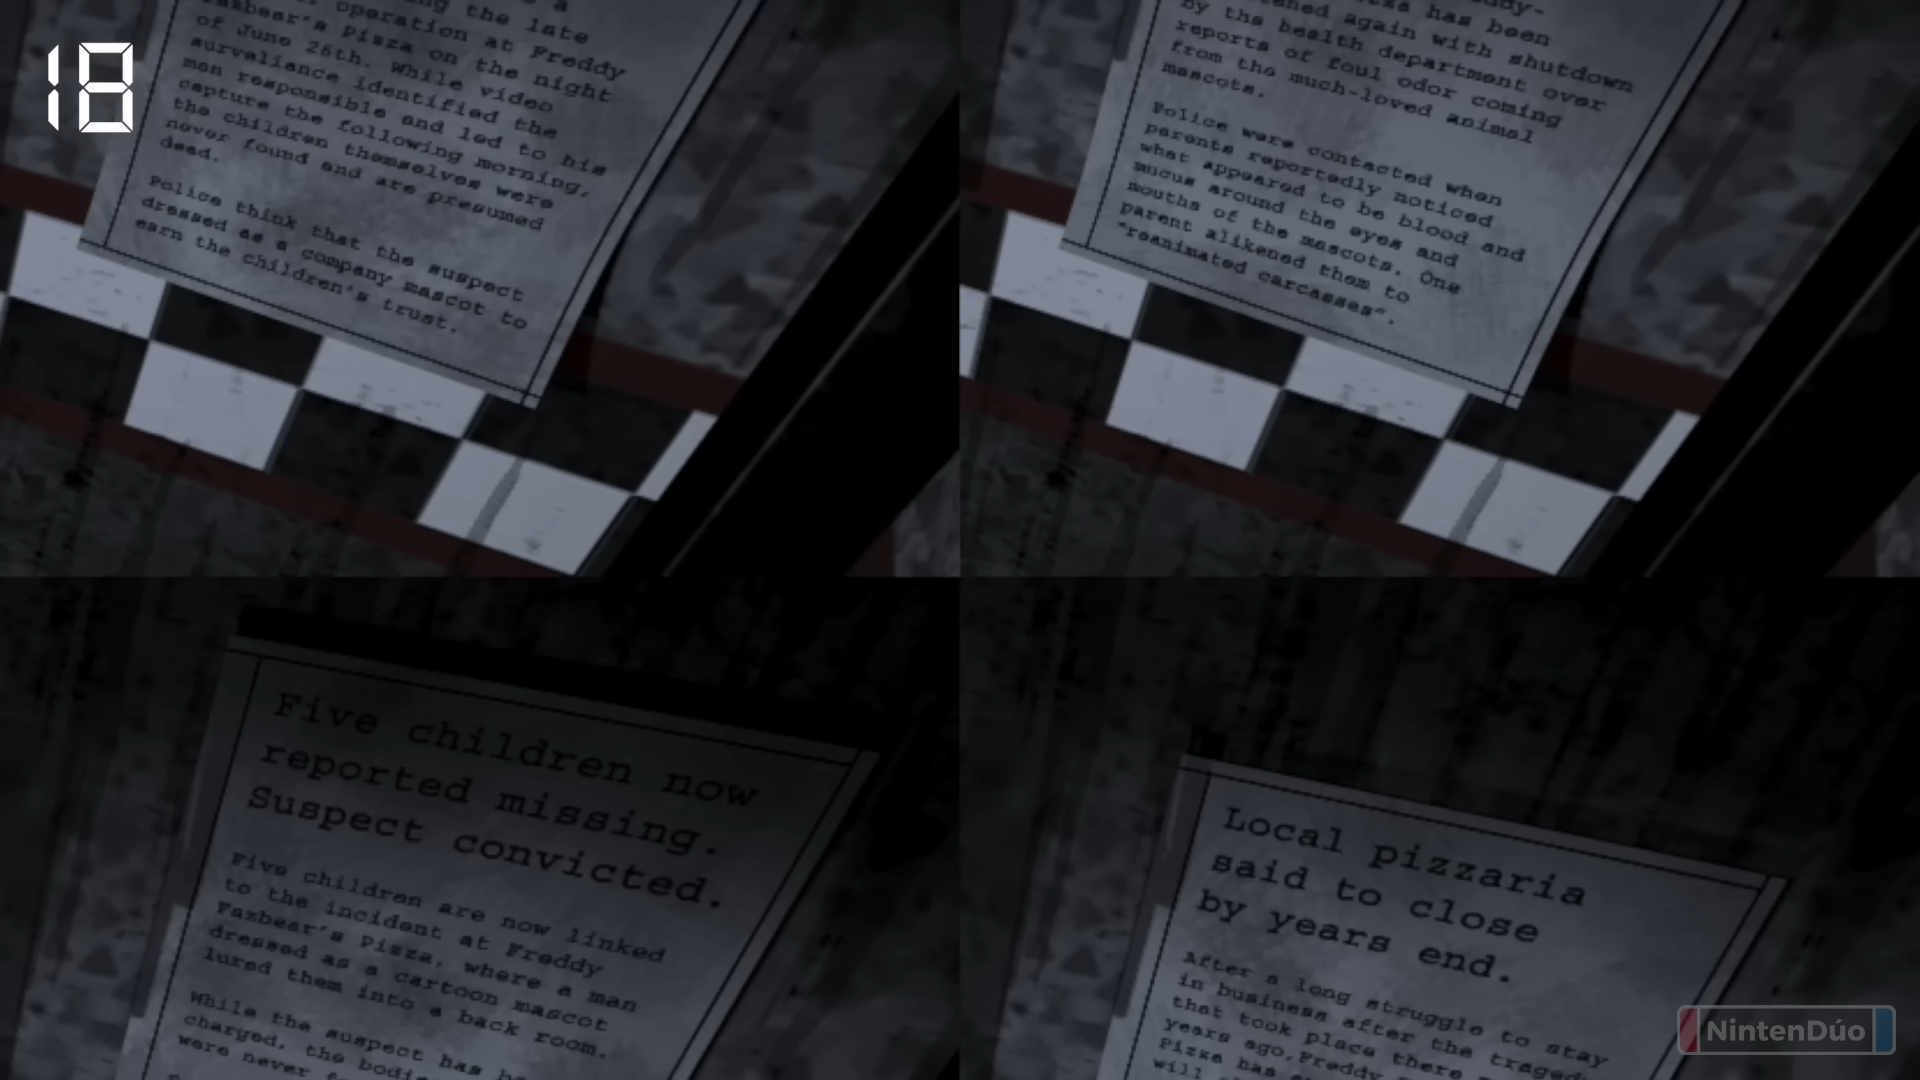 18
the late
operation at Freddy
Fazbear's Pizza on the night
of June 26th. While video
surveliance identified the
man responsible and led to his
capture the following morning,
the children themselves were
never found and are presumed
dead.
Police think that the suspect
dressed as a company mascot to
earn the children's trust.
has been
again with shutdown
by the health department over
reports of foul odor coming
from the much-loved animal
mascots.
Police were contacted when
parents reportedly noticed
what appeared to be blood and
mucus around the eyes and
mouths of the mascots. One
parent alikened them to
"reanimated carcasses".
Five children now
reported missing.
Suspect convicted.
Five children are now linked
to the incident at Freddy
Fazbear's Pizza, where a man
dressed as a cartoon mascot
lured them into a back room.
While the suspect has
charged, the
were never
Local pizzaria
said to close
by years end.
After a long struggle to stay
in business after the
that took place there
years ago, Freddy
Pizza has
will
NintenDúo